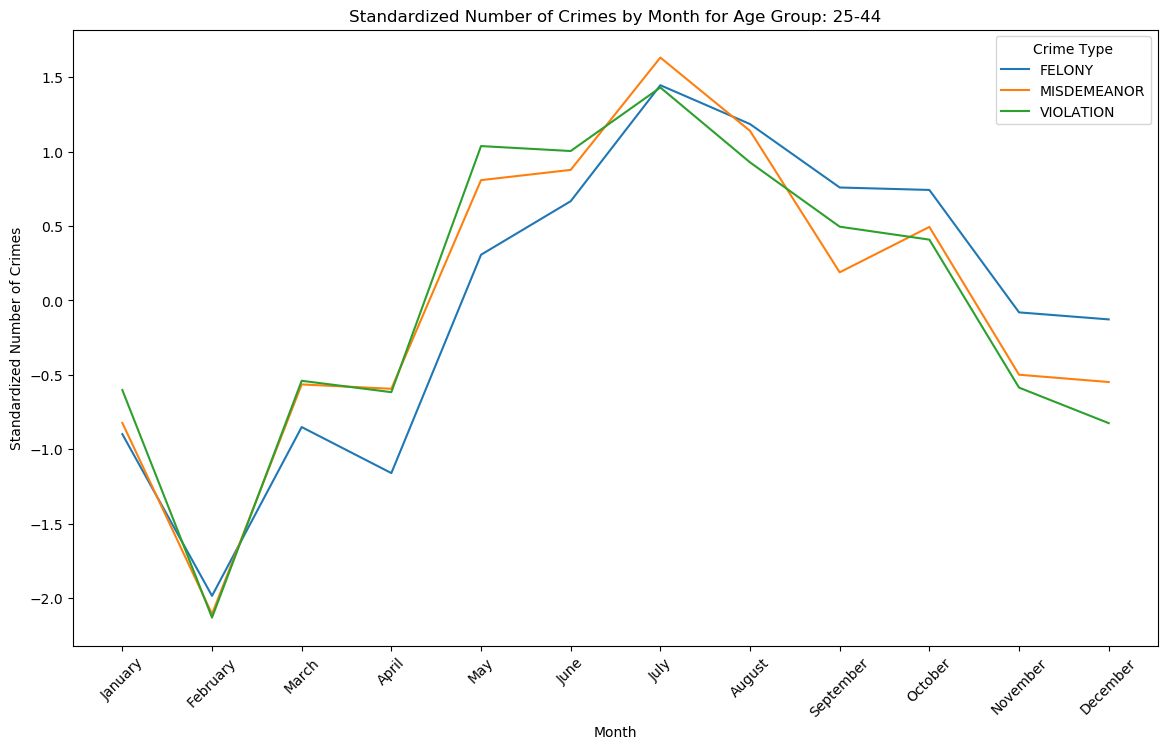 Standardized Number of Crimes by Month for Age Group: 25-44
Crime Type
FELONY
MISDEMEANOR
VIOLATION
Standardized Number of Crimes
1.5
1.0
0.5
0.0
−0.5
−1.0
−1.5
−2.0
January
February
March
April
May
June
July
August
September
October
November
December
Month